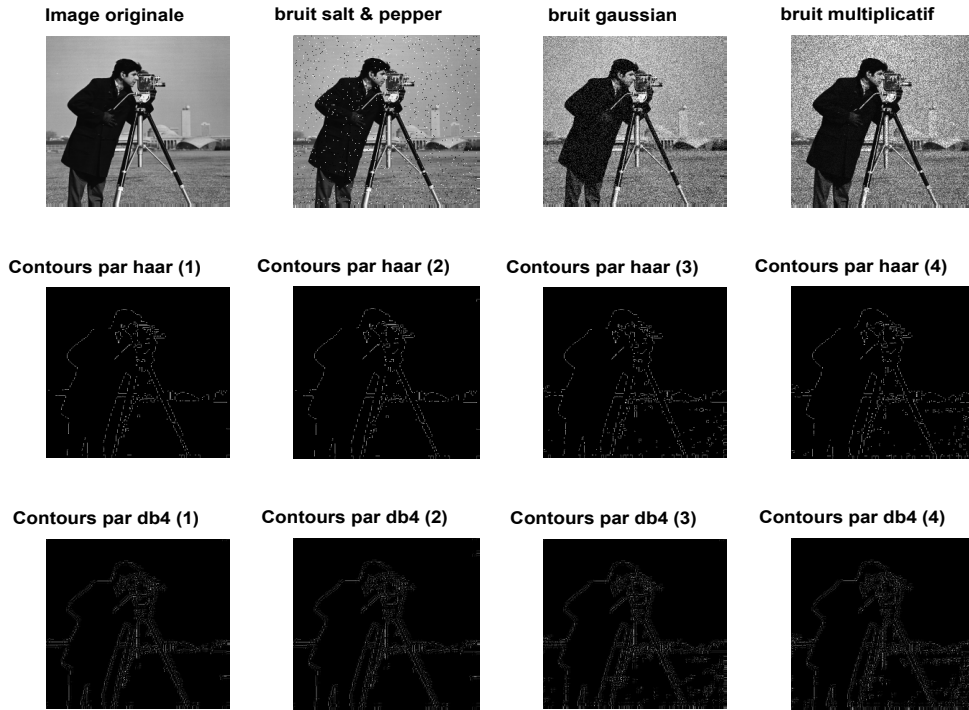 Image originale
bruit salt & pepper
bruit gaussian
bruit multiplicatif
Contours par haar (1)
Contours par haar (2)
Contours par haar (3)
Contours par haar (4)
Contours par db4 (1)
Contours par db4 (2)
Contours par db4 (3)
Contours par db4 (4)